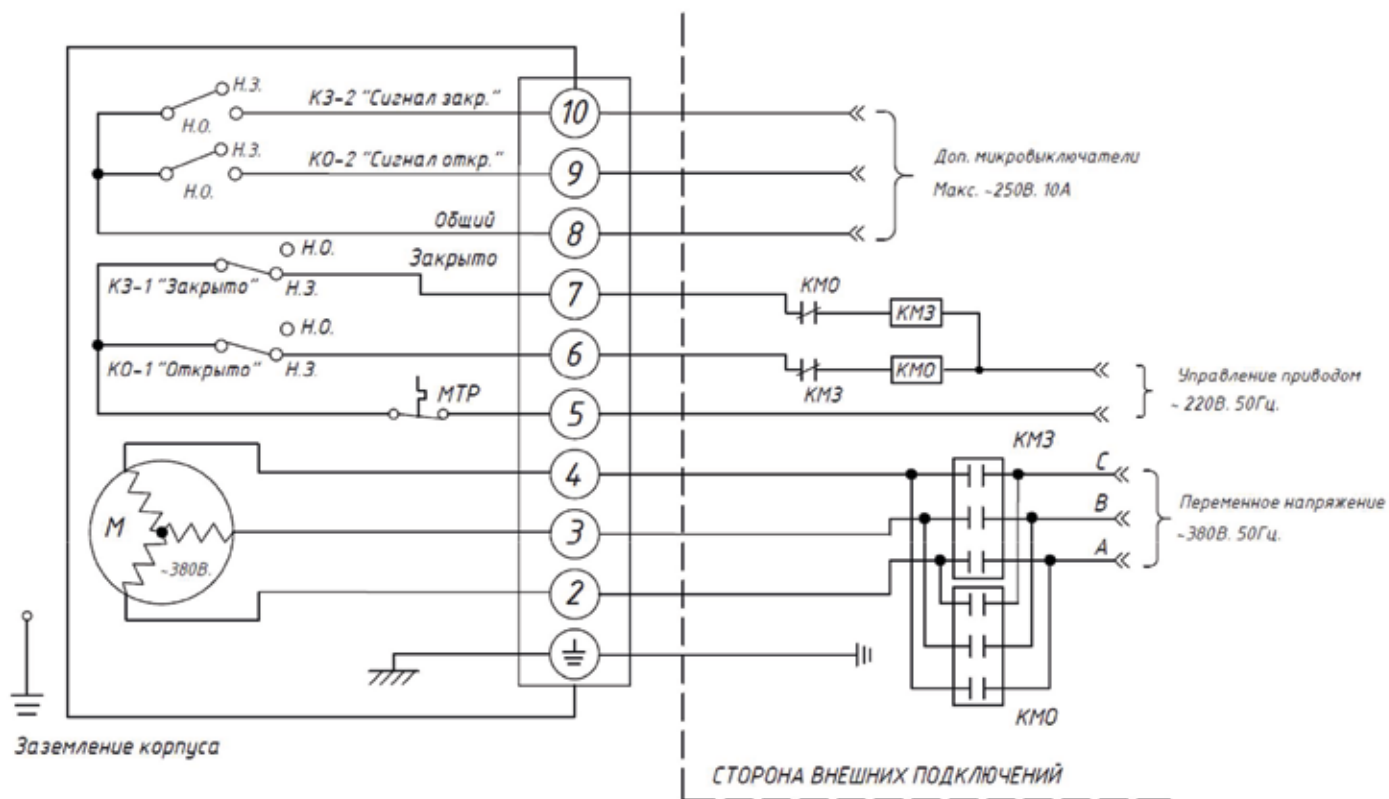 Н.З.
КЗ-2 "Сигнал закр."
10
Н.О.
Н.З.
КО-2 "Сигнал откр."
9
Н.О.
Доп. микровыключатели
Макс. ~250В. 10А
Общий
8
Н.О.
Закрыто
КЗ-1 "Закрыто"
Н.З.
7
КМО
КМЗ
Н.О.
КО-1 "Открыто"
Н.З.
6
КМЗ
КМО
Управление приводом
~ 220В. 50Гц.
МТР
5
КМЗ
4
C
М
3
B
Переменное напряжение
~380В. 50Гц.
~380В.
2
A
КМО
Заземление корпуса
СТОРОНА ВНЕШНИХ ПОДКЛЮЧЕНИЙ